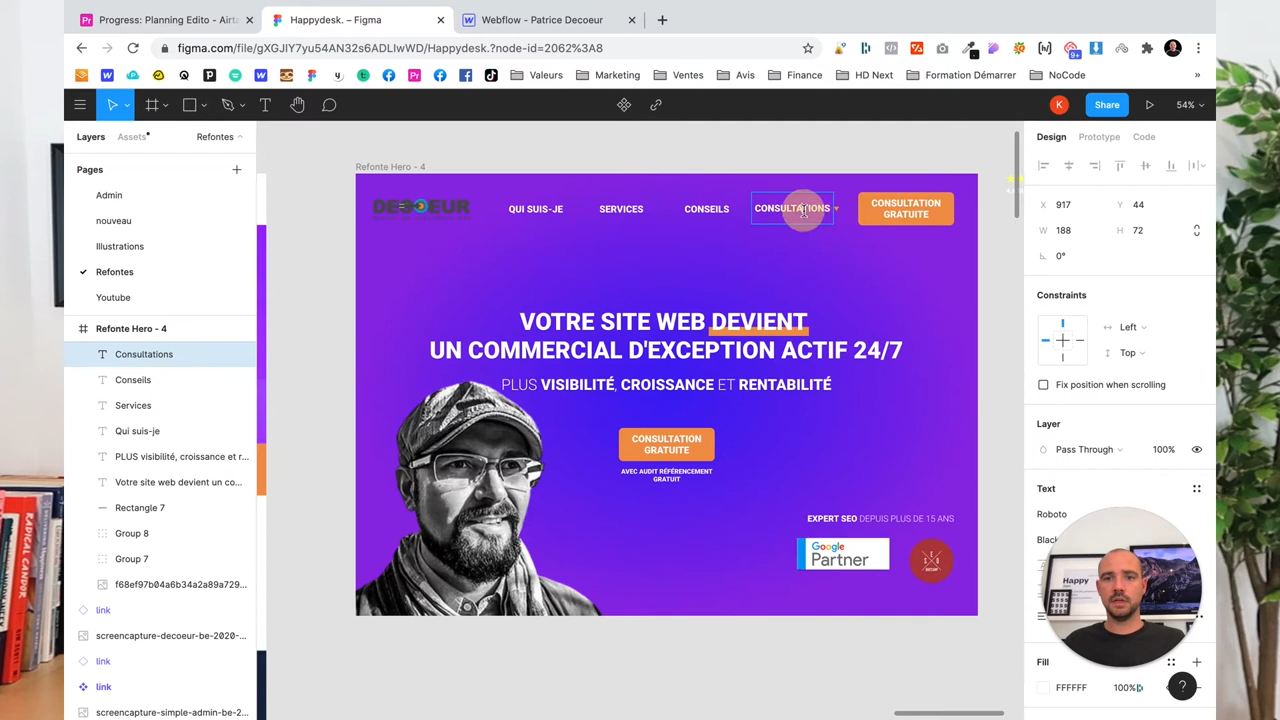 Progress: Planning Edito - Airta
Happydesk. – Figma
Webflow - Patrice Decoeur
figma.com/file/gXGJIY7yu54AN32s6ADLIwWD/Happydesk.?node-id=2062%3A8
Valeurs
Marketing
Ventes
Avis
Finance
HD Next
Formation Démarrer
NoCode
»
K
Share
54%
Layers
Assets
Refontes
Pages
Admin
nouveau
Illustrations
Refontes
Youtube
Refonte Hero - 4
Consultations
Conseils
Services
Qui suis-je
PLUS visibilité, croissance et r...
Votre site web devient un co...
Rectangle 7
Group 8
Group 7
f68ef97b04a6b34a2a89a729...
link
screencapture-decoeur-be-2020-...
link
link
screencapture-simple-admin-be-2...
Refonte Hero - 4
DECOEUR
QUI SUIS-JE
SERVICES
CONSEILS
CONSULTATIONS
CONSULTATION
GRATUITE
VOTRE SITE WEB DEVIENT
UN COMMERCIAL D'EXCEPTION ACTIF 24/7
PLUS VISIBILITÉ, CROISSANCE ET RENTABILITÉ
CONSULTATION
GRATUITE
AVEC AUDIT RÉFÉRENCEMENT
GRATUIT
EXPERT SEO DEPUIS PLUS DE 15 ANS
Google
Partner
Design
Prototype
Code
X 917
Y 44
W 188
H 72
0°
Constraints
Left
Top
Fix position when scrolling
Layer
Pass Through
100%
Text
Roboto
Happy
Fill
FFFFFF
100%
?
RADICAL CANDOR